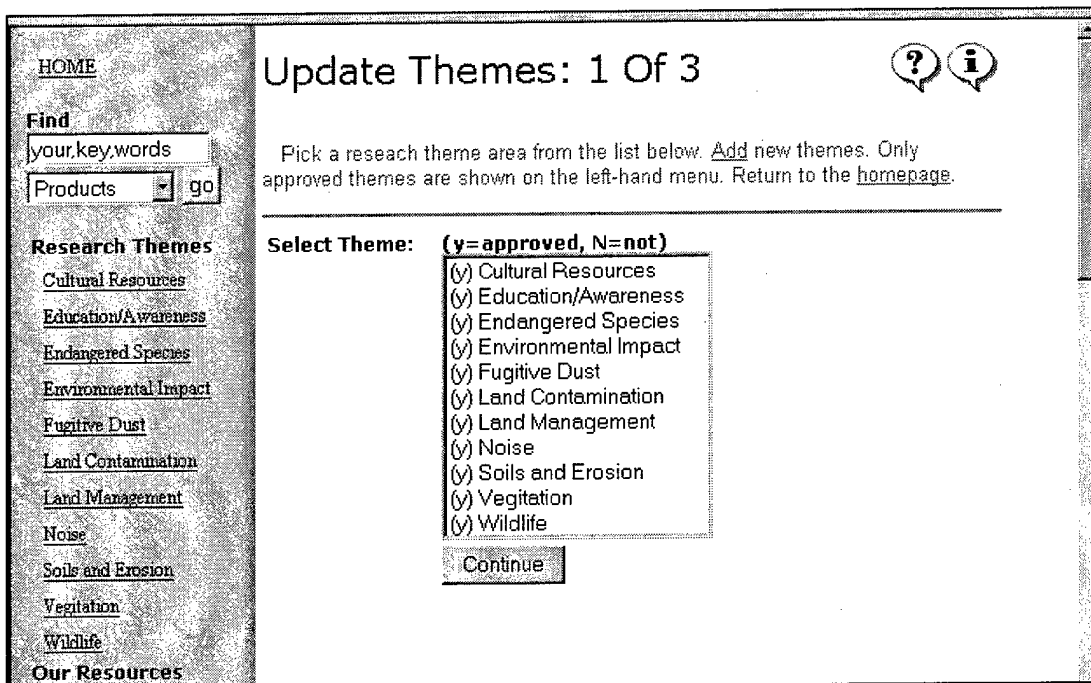 HOME
Find
your,key,words
Products go
Research Themes
Cultural Resources
Education/Awareness
Endangered Species
Environmental Impact
Fugitive Dust
Land Contamination
Land Management
Noise
Soils and Erosion
Vegitation
Wildlife
Our Resources
Update Themes: 1 Of 3
? i
Pick a reseach theme area from the list below. Add new themes. Only
approved themes are shown on the left-hand menu. Return to the homepage.
Select Theme: (y=approved, N=not)
(y) Cultural Resources
(y) Education/Awareness
(y) Endangered Species
(y) Environmental Impact
(y) Fugitive Dust
(y) Land Contamination
(y) Land Management
(y) Noise
(y) Soils and Erosion
(y) Vegitation
(y) Wildlife
Continue